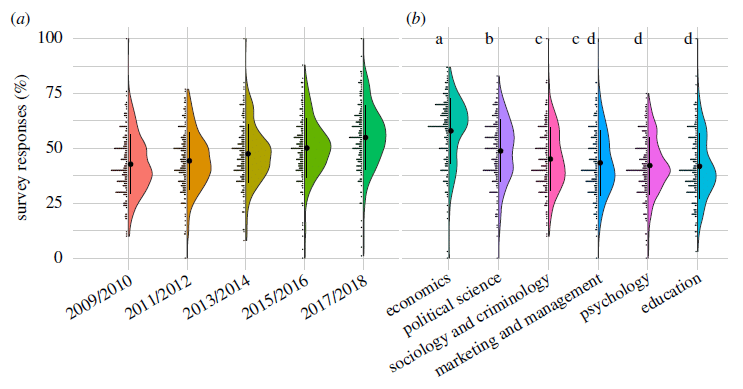 (a)
(b)
survey responses (%)
100
75
50
25
0
a b c c d d d
2009/2010
2011/2012
2013/2014
2015/2016
2017/2018
economics
political science
sociology and criminology
marketing and management
psychology
education